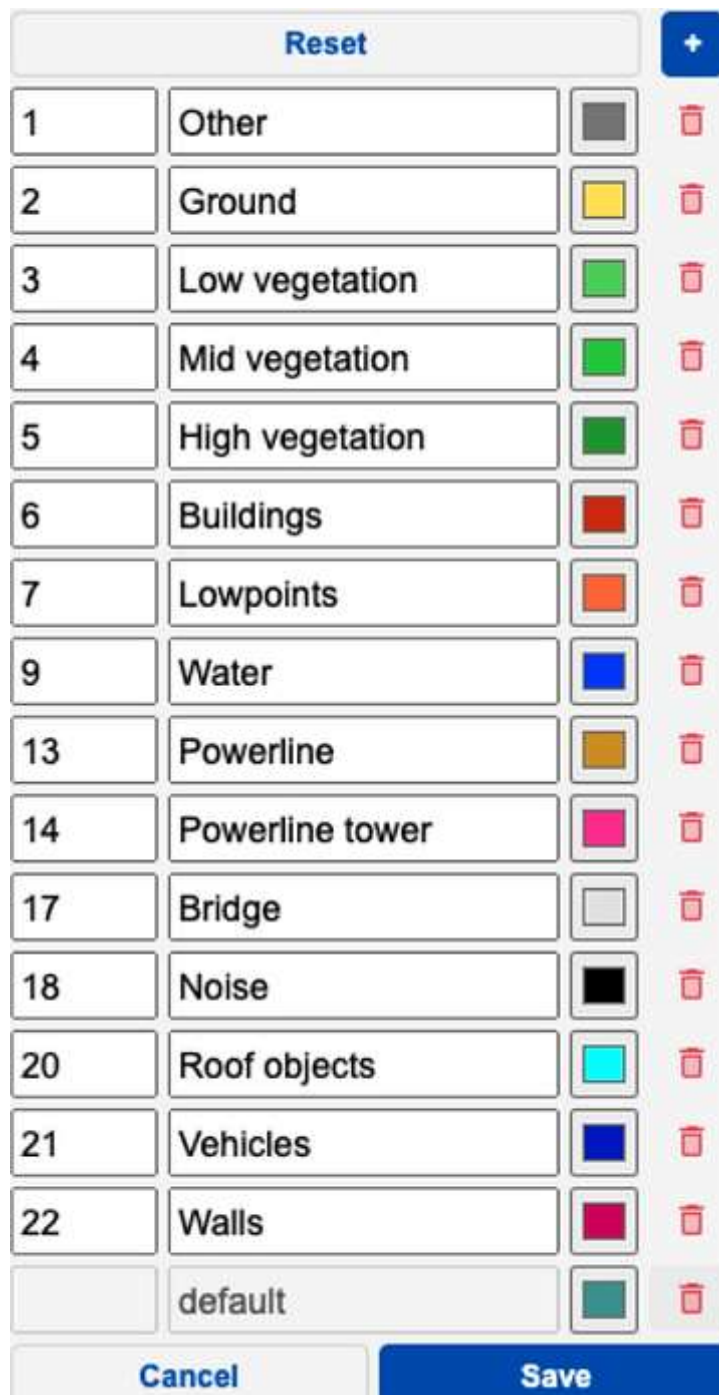 Reset +
1 Other
2 Ground
3 Low vegetation
4 Mid vegetation
5 High vegetation
6 Buildings
7 Lowpoints
9 Water
13 Powerline
14 Powerline tower
17 Bridge
18 Noise
20 Roof objects
21 Vehicles
22 Walls
default
Cancel Save